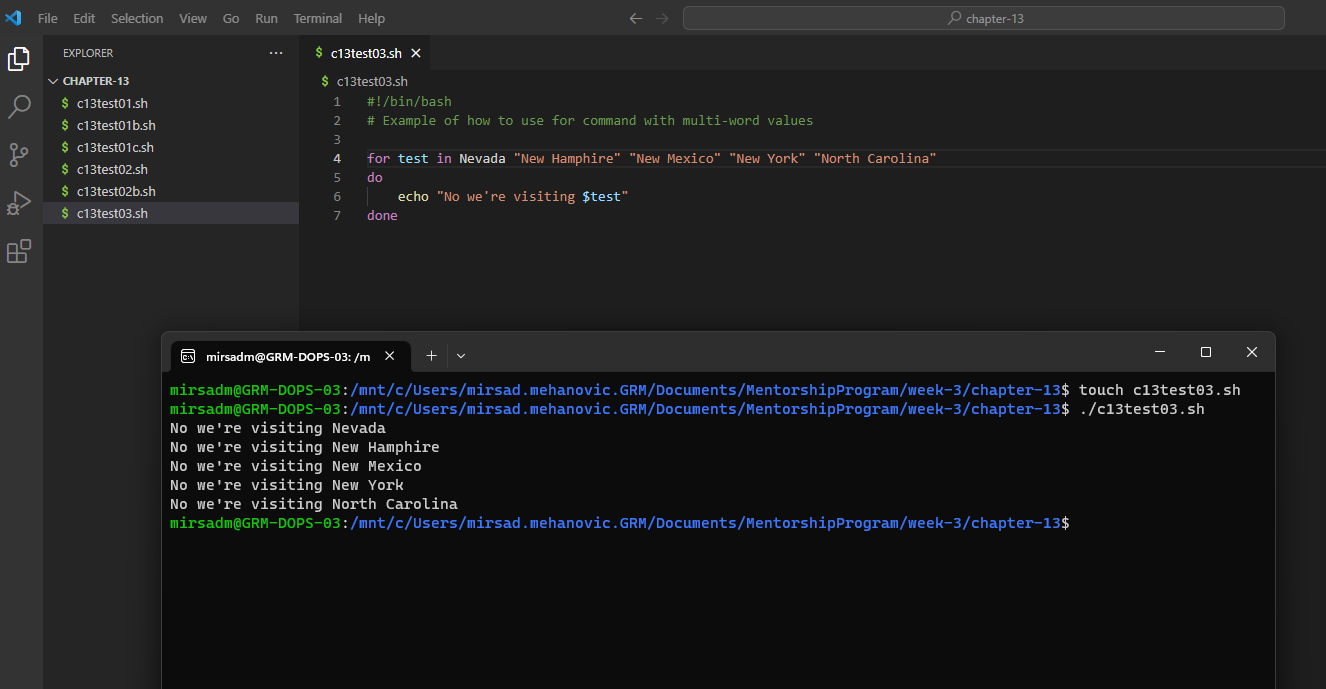 File Edit Selection View Go Run Terminal Help
chapter-13
EXPLORER
CHAPTER-13
$ c13test01.sh
$ c13test01b.sh
$ c13test01c.sh
$ c13test02.sh
$ c13test02b.sh
$ c13test03.sh
$ c13test03.sh
$ c13test03.sh
1 #!/bin/bash
2 # Example of how to use for command with multi-word values
3
4 for test in Nevada "New Hamphire" "New Mexico" "New York" "North Carolina"
5 do
6 echo "No we're visiting $test"
7 done
mirsadm@GRM-DOPS-03: /m
mirsadm@GRM-DOPS-03:/mnt/c/Users/mirsad.mehanovic.GRM/Documents/MentorshipProgram/week-3/chapter-13$ touch c13test03.sh
mirsadm@GRM-DOPS-03:/mnt/c/Users/mirsad.mehanovic.GRM/Documents/MentorshipProgram/week-3/chapter-13$ ./c13test03.sh
No we're visiting Nevada
No we're visiting New Hamphire
No we're visiting New Mexico
No we're visiting New York
No we're visiting North Carolina
mirsadm@GRM-DOPS-03:/mnt/c/Users/mirsad.mehanovic.GRM/Documents/MentorshipProgram/week-3/chapter-13$